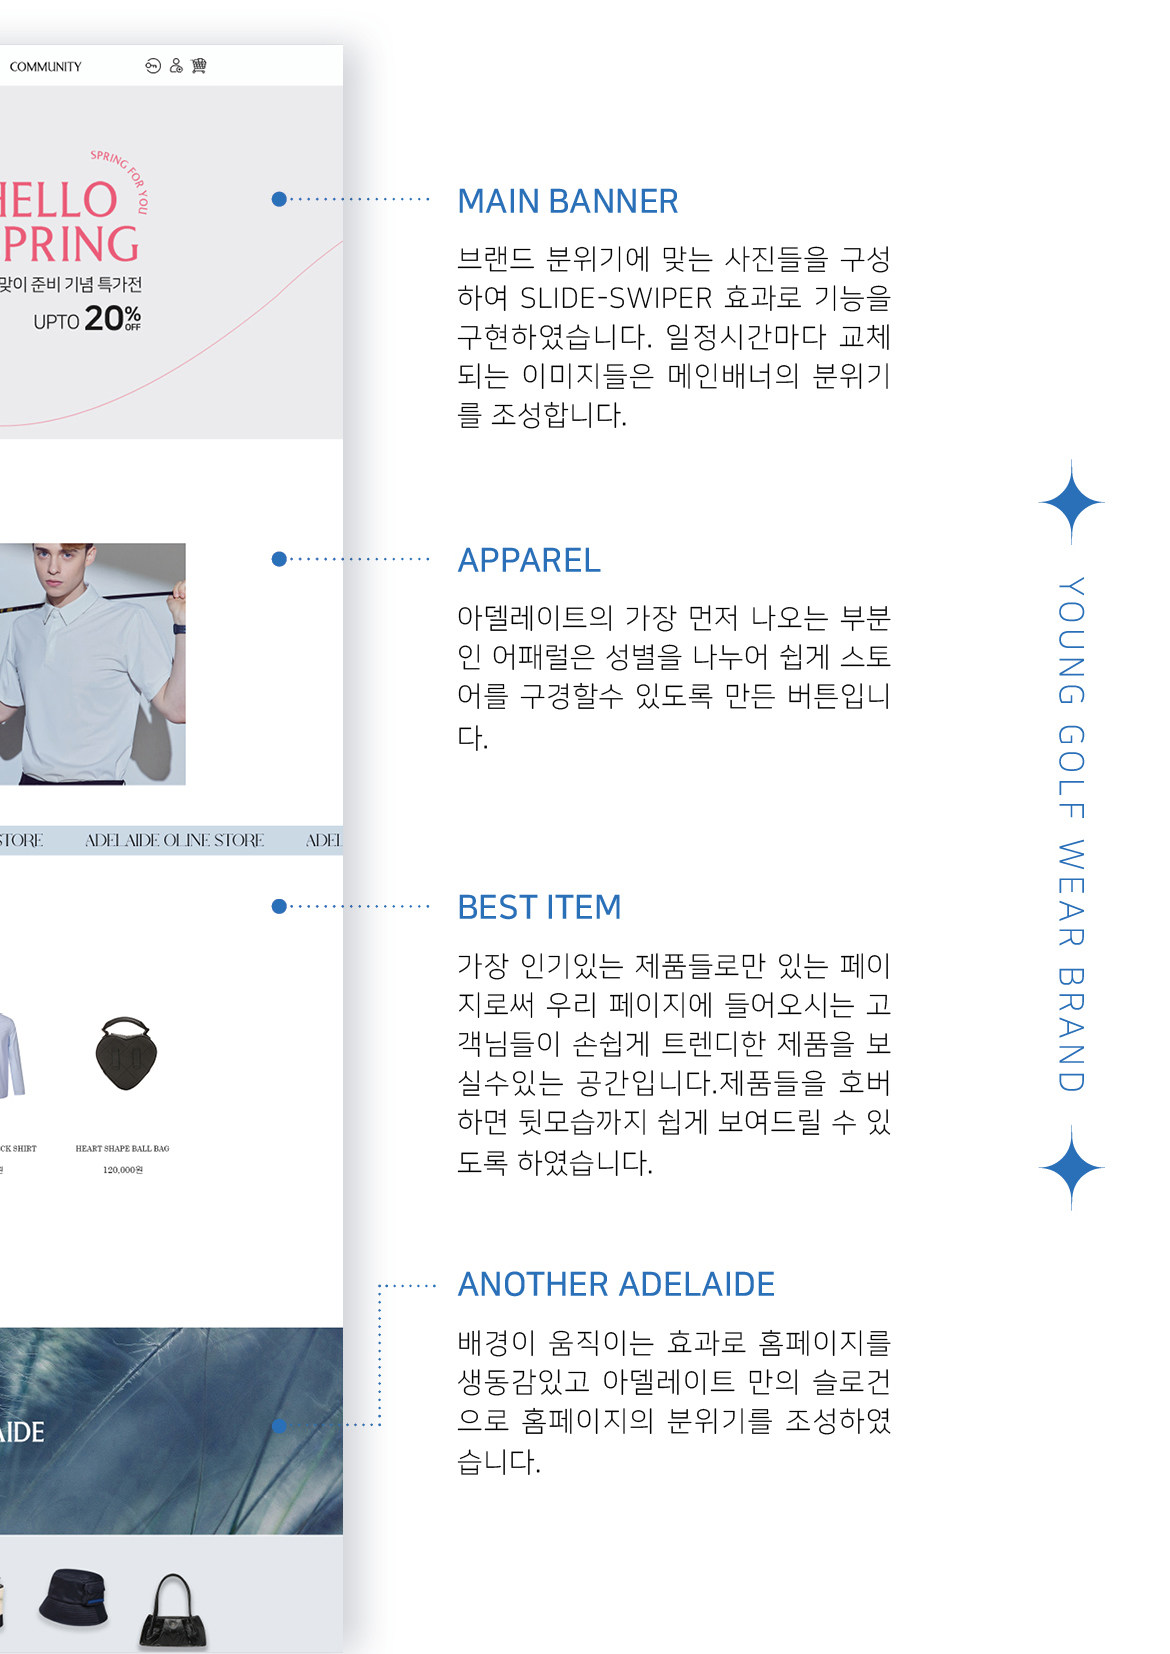 COMMUNITY
SPRING FOR YOU
HELLO
SPRING
맞이 준비 기념 특가전
UPTO 20% OFF
STORE ADELAIDE OLINE STORE ADEL
CK SHIRT
원
HEART SHAPE BALL BAG
120,000원
AIDE
MAIN BANNER
브랜드 분위기에 맞는 사진들을 구성
하여 SLIDE-SWIPER 효과로 기능을
구현하였습니다. 일정시간마다 교체
되는 이미지들은 메인배너의 분위기
를 조성합니다.
APPAREL
아델레이트의 가장 먼저 나오는 부분
인 어패럴은 성별을 나누어 쉽게 스토
어를 구경할수 있도록 만든 버튼입니
다.
BEST ITEM
가장 인기있는 제품들로만 있는 페이
지로써 우리 페이지에 들어오시는 고
객님들이 손쉽게 트렌디한 제품을 보
실수있는 공간입니다.제품들을 호버
하면 뒷모습까지 쉽게 보여드릴 수 있
도록 하였습니다.
ANOTHER ADELAIDE
배경이 움직이는 효과로 홈페이지를
생동감있고 아델레이트 만의 슬로건
으로 홈페이지의 분위기를 조성하였
습니다.
YOUNG GOLF WEAR BRAND